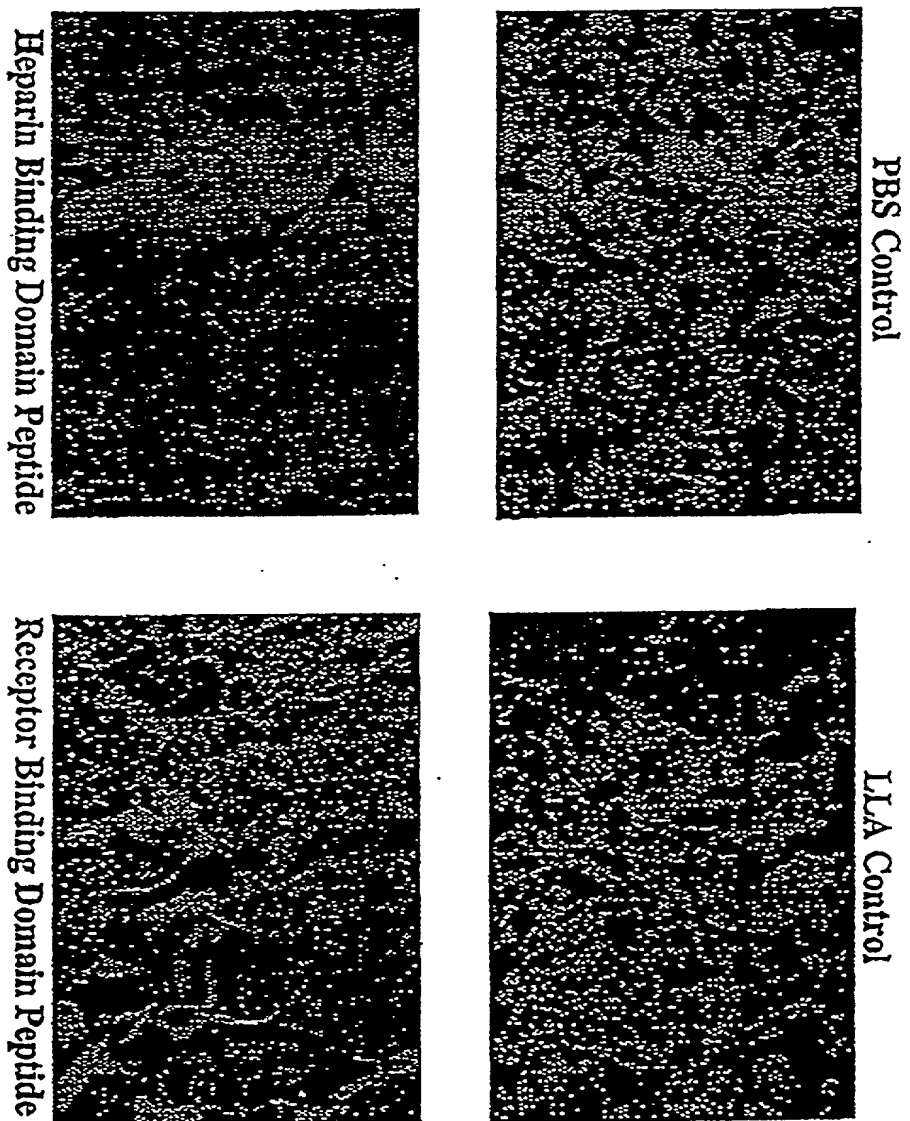 PBS Control
LLA Control
Heparin Binding Domain Peptide
Receptor Binding Domain Peptide